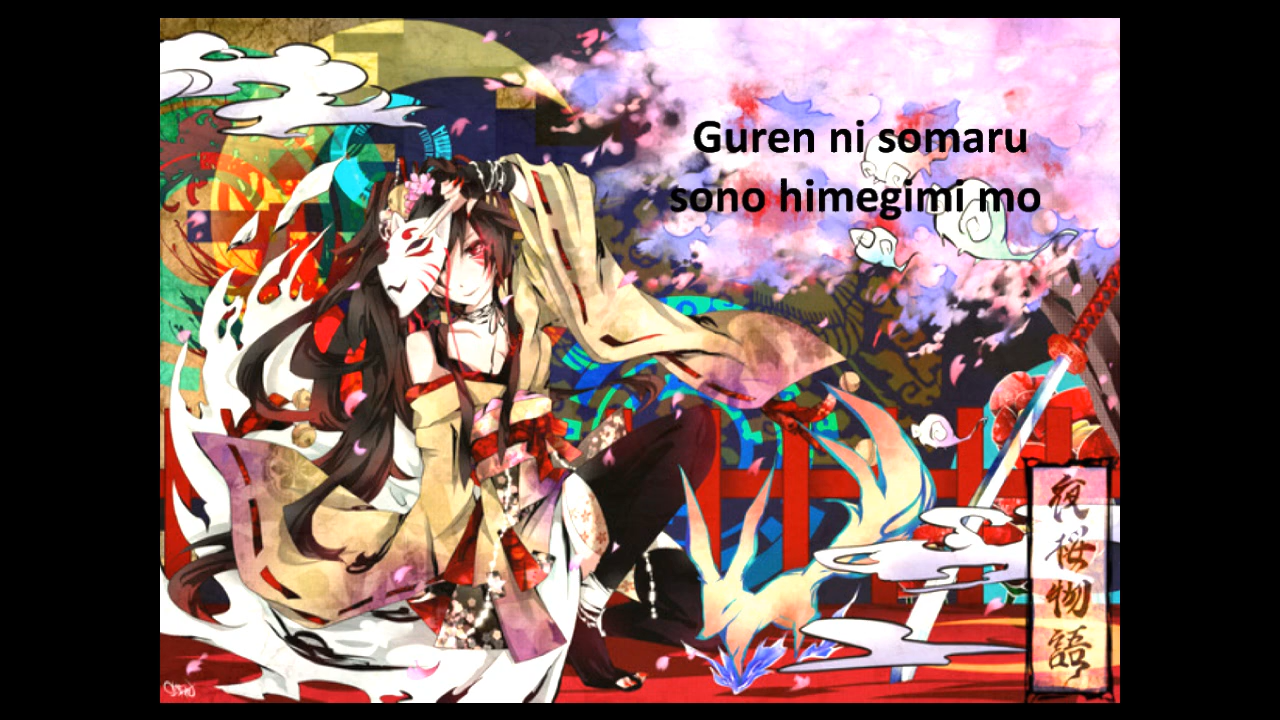 Guren ni somaru
sono himegimi mo
夜桜物語